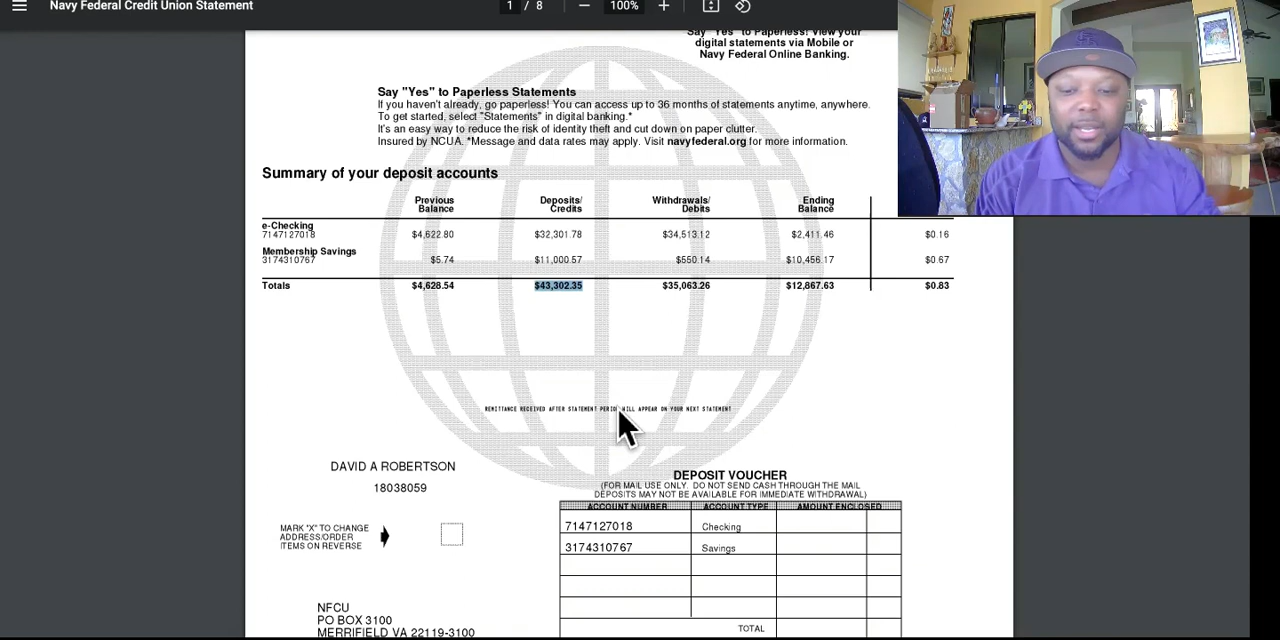 Navy Federal Credit Union Statement
1 / 8
100%
Say "Yes" to Paperless! View your
digital statements via Mobile or
Navy Federal Online Banking.
Say "Yes" to Paperless Statements
If you haven't already, go paperless! You can access up to 36 months of statements anytime, anywhere.
To get started, select "Statements" in digital banking.*
It's an easy way to reduce the risk of identity theft and cut down on paper clutter.
Insured by NCUA. *Message and data rates may apply. Visit navyfederal.org for more information.
Summary of your deposit accounts
Previous Balance Deposits/ Credits Withdrawals/ Debits Ending Balance
e-Checking
7147127018 $4,622.80 $32,301.78 $34,513.12 $2,411.46 $0.16
Membership Savings
3174310767 $5.74 $11,000.57 $550.14 $10,456.17 $0.67
Totals $4,628.54 $43,302.35 $35,063.26 $12,867.63 $0.83
REMITTANCE RECEIVED AFTER STATEMENT PERIOD WILL APPEAR ON YOUR NEXT STATEMENT
DAVID A ROBERTSON
18038059
MARK "X" TO CHANGE
ADDRESS/ORDER
ITEMS ON REVERSE
DEPOSIT VOUCHER
(FOR MAIL USE ONLY. DO NOT SEND CASH THROUGH THE MAIL
DEPOSITS MAY NOT BE AVAILABLE FOR IMMEDIATE WITHDRAWAL)
ACCOUNT NUMBER ACCOUNT TYPE AMOUNT ENCLOSED
7147127018 Checking
3174310767 Savings
TOTAL
NFCU
PO BOX 3100
MERRIFIELD VA 22119-3100